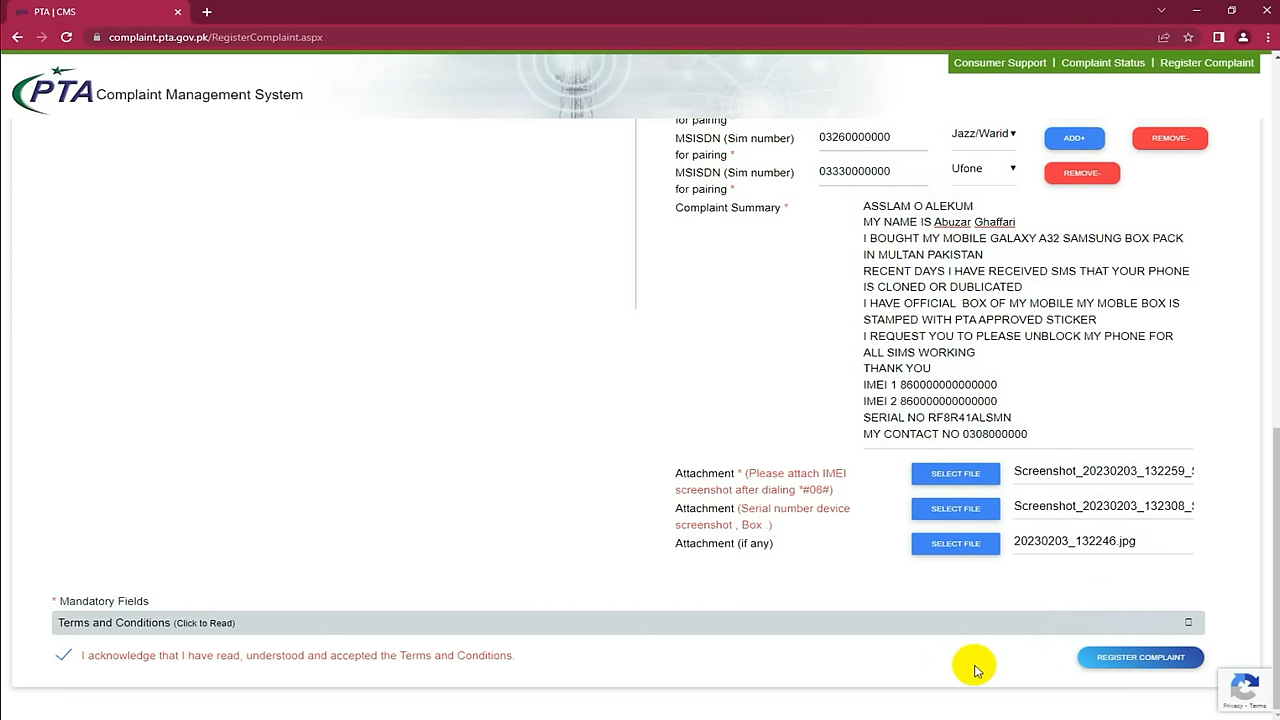 PTA | CMS
complaint.pta.gov.pk/RegisterComplaint.aspx
Consumer Support | Complaint Status | Register Complaint
PTA Complaint Management System
for pairing
MSISDN (Sim number) 03260000000 Jazz/Warid ADD+ REMOVE-
for pairing *
MSISDN (Sim number) 03330000000 Ufone REMOVE-
for pairing *
Complaint Summary *
ASSLAM O ALEKUM
MY NAME IS Abuzar Ghaffari
I BOUGHT MY MOBILE GALAXY A32 SAMSUNG BOX PACK
IN MULTAN PAKISTAN
RECENT DAYS I HAVE RECEIVED SMS THAT YOUR PHONE
IS CLONED OR DUBLICATED
I HAVE OFFICIAL BOX OF MY MOBILE MY MOBLE BOX IS
STAMPED WITH PTA APPROVED STICKER
I REQUEST YOU TO PLEASE UNBLOCK MY PHONE FOR
ALL SIMS WORKING
THANK YOU
IMEI 1 860000000000000
IMEI 2 860000000000000
SERIAL NO RF8R41ALSMN
MY CONTACT NO 0308000000
Attachment * (Please attach IMEI SELECT FILE Screenshot_20230203_132259_
screenshot after dialing *#06#)
Attachment (Serial number device SELECT FILE Screenshot_20230203_132308_
screenshot , Box .)
Attachment (if any) SELECT FILE 20230203_132246.jpg
* Mandatory Fields
Terms and Conditions (Click to Read)
I acknowledge that I have read, understood and accepted the Terms and Conditions. REGISTER COMPLAINT
Privacy - Terms